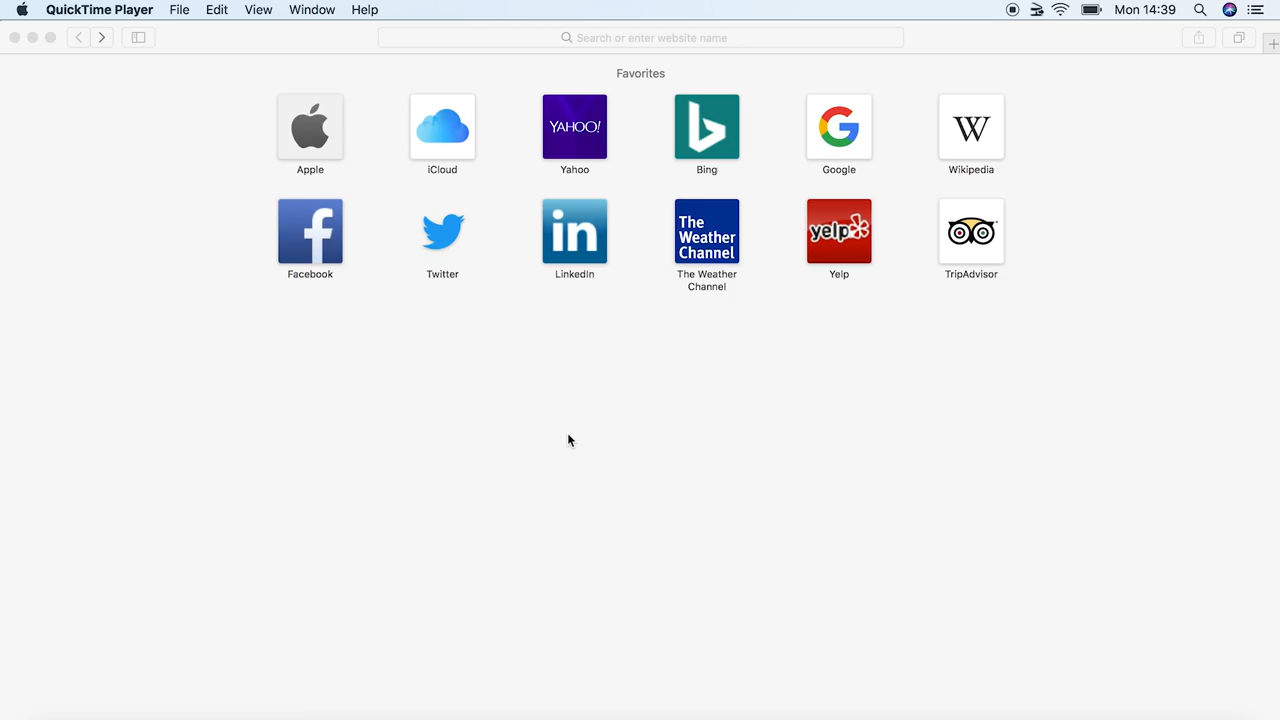 QuickTime Player File Edit View Window Help Mon 14:39
Search or enter website name
Favorites
YAHOO! W
Apple iCloud Yahoo Bing Google Wikipedia
The
Weather
Channel
yelp
in
Facebook Twitter LinkedIn The Weather Channel Yelp TripAdvisor